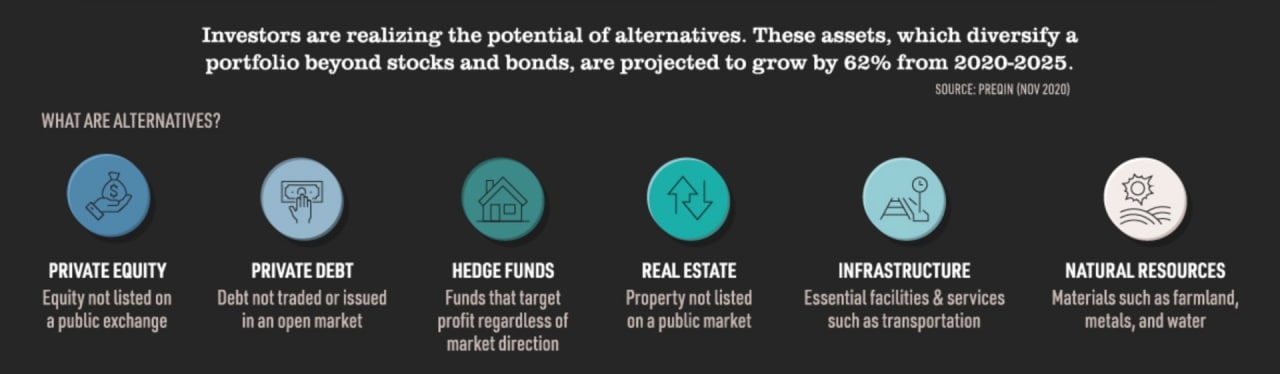 Investors are realizing the potential of alternatives. These assets, which diversify a
portfolio beyond stocks and bonds, are projected to grow by 62% from 2020-2025.
SOURCE: PREQIN (NOV 2020)
WHAT ARE ALTERNATIVES?
$
PRIVATE EQUITY
Equity not listed on
a public exchange
PRIVATE DEBT
Debt not traded or issued
in an open market
HEDGE FUNDS
Funds that target
profit regardless of
market direction
REAL ESTATE
Property not listed
on a public market
INFRASTRUCTURE
Essential facilities & services
such as transportation
NATURAL RESOURCES
Materials such as farmland,
metals, and water